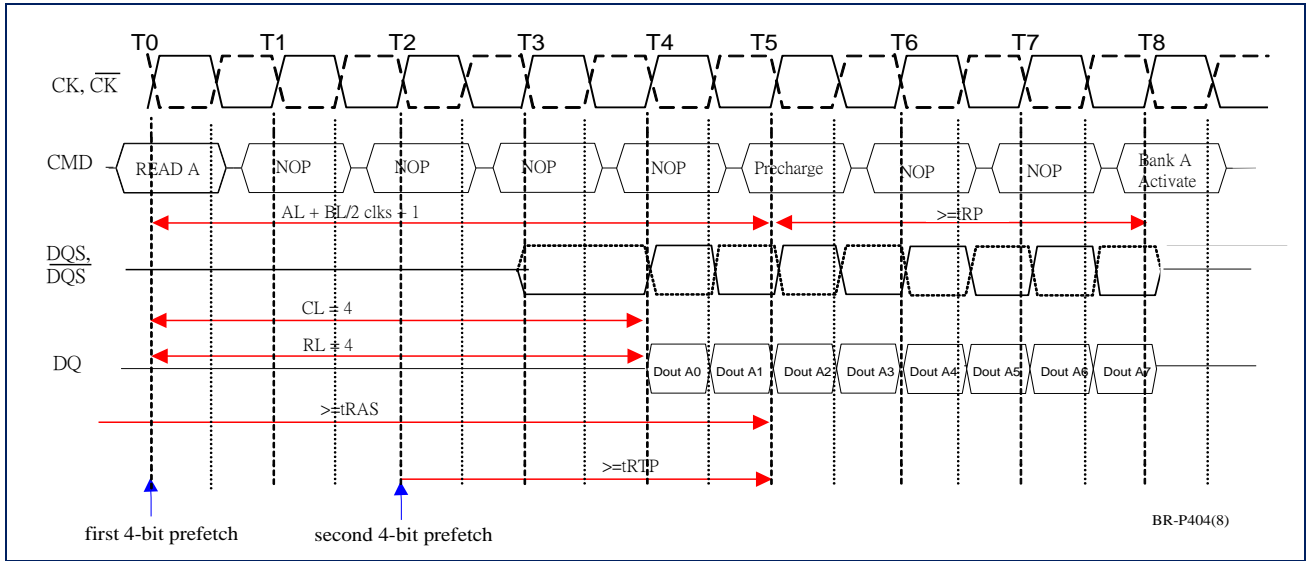 T0 T1 T2 T3 T4 T5 T6 T7 T8
CK, CK
CMD READ A NOP NOP NOP NOP Precharge NOP NOP Bank A
Activate
AL + BL/2 clks + 1 >=tRP
DQS,
DQS
CL = 4
RL = 4
DQ Dout A0 Dout A1 Dout A2 Dout A3 Dout A4 Dout A5 Dout A6 Dout A7
>=tRAS
>=tRTP
first 4-bit prefetch second 4-bit prefetch
BR-P404(8)